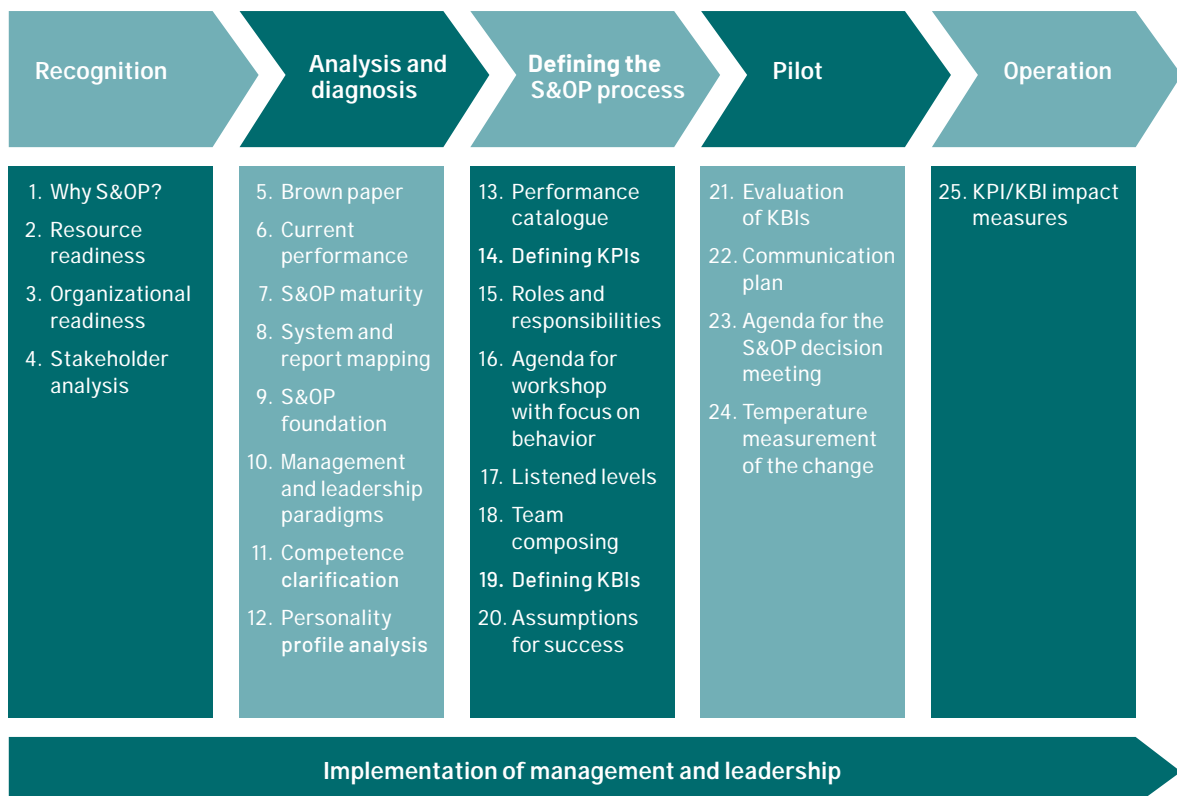 Recognition
Analysis and
diagnosis
Defining the
S&OP process
Pilot
Operation
1. Why S&OP?
2. Resource
readiness
3. Organizational
readiness
4. Stakeholder
analysis
5. Brown paper
6. Current
performance
7. S&OP maturity
8. System and
report mapping
9. S&OP
foundation
10. Management
and leadership
paradigms
11. Competence
clarification
12. Personality
profile analysis
13. Performance
catalogue
14. Defining KPIs
15. Roles and
responsibilities
16. Agenda for
workshop
with focus on
behavior
17. Listened levels
18. Team
composing
19. Defining KBIs
20. Assumptions
for success
21. Evaluation
of KBIs
22. Communication
plan
23. Agenda for the
S&OP decision
meeting
24. Temperature
measurement
of the change
25. KPI/KBI impact
measures
Implementation of management and leadership